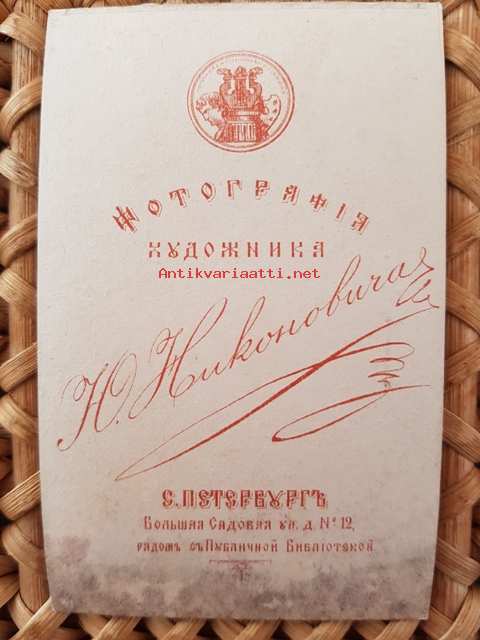 ФОТОГРАФІЯ
ХУДОЖНИКА
Antikvariaatti.net
Ю. Никоновича
С. ПЕТЕРБУРГЪ
Большая Садовая ул. д. № 12,
рядомъ съ Публичной Библіотекой